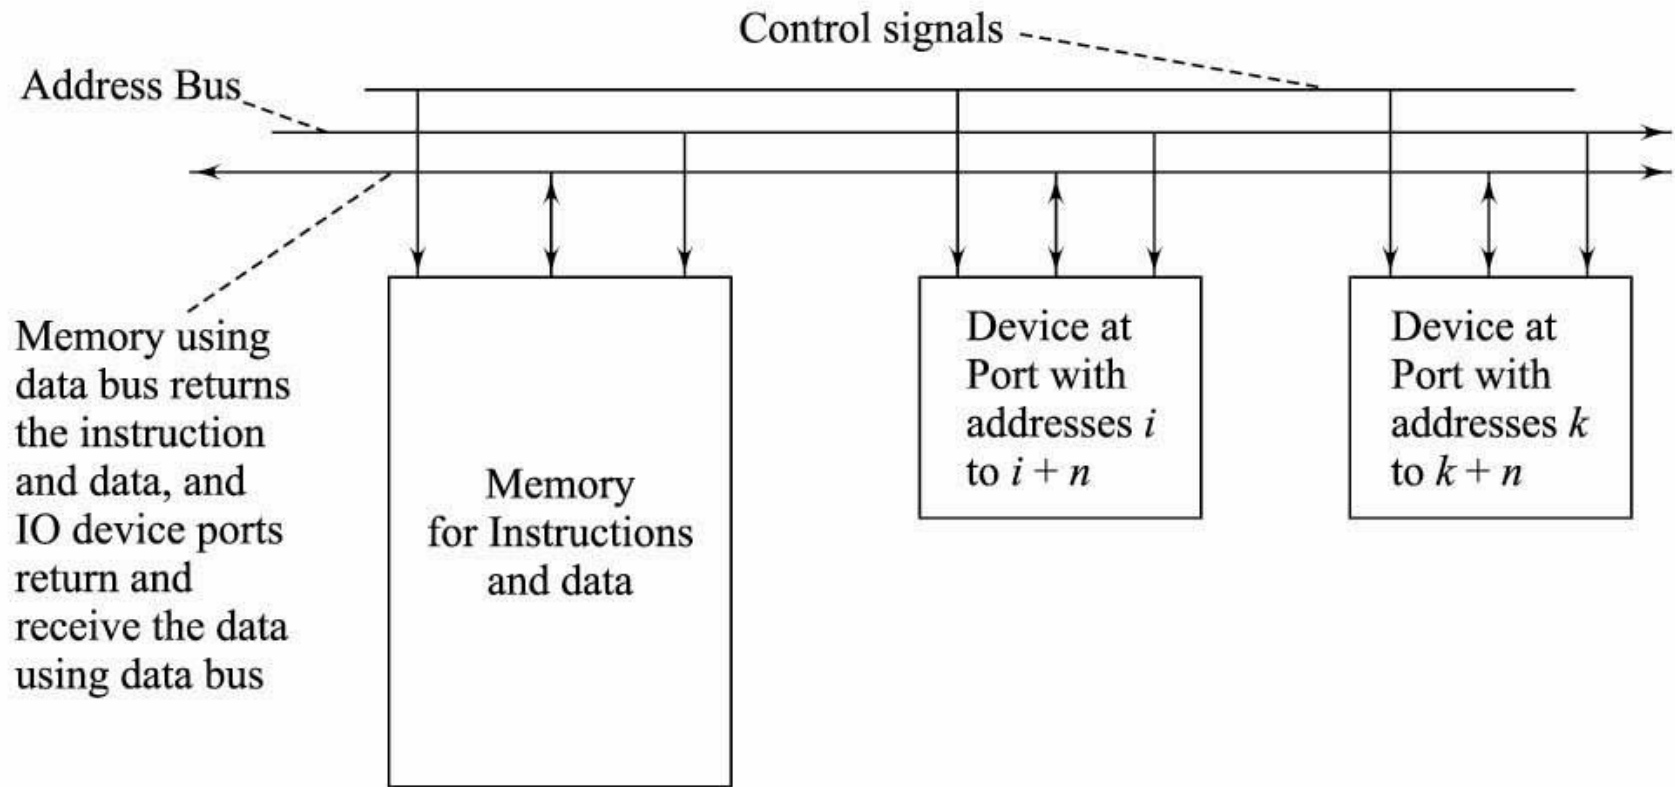 Control signals
Address Bus
Memory using
data bus returns
the instruction
and data, and
IO device ports
return and
receive the data
using data bus
Memory
for Instructions
and data
Device at
Port with
addresses i
to i + n
Device at
Port with
addresses k
to k + n